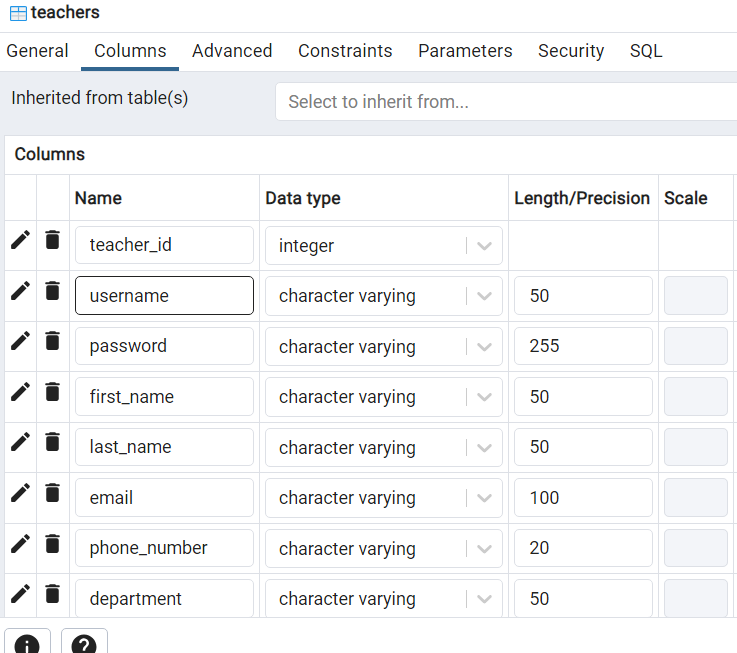 teachers
General Columns Advanced Constraints Parameters Security SQL
Inherited from table(s) Select to inherit from...
Columns
Name Data type Length/Precision Scale
teacher_id integer
username character varying 50
password character varying 255
first_name character varying 50
last_name character varying 50
email character varying 100
phone_number character varying 20
department character varying 50